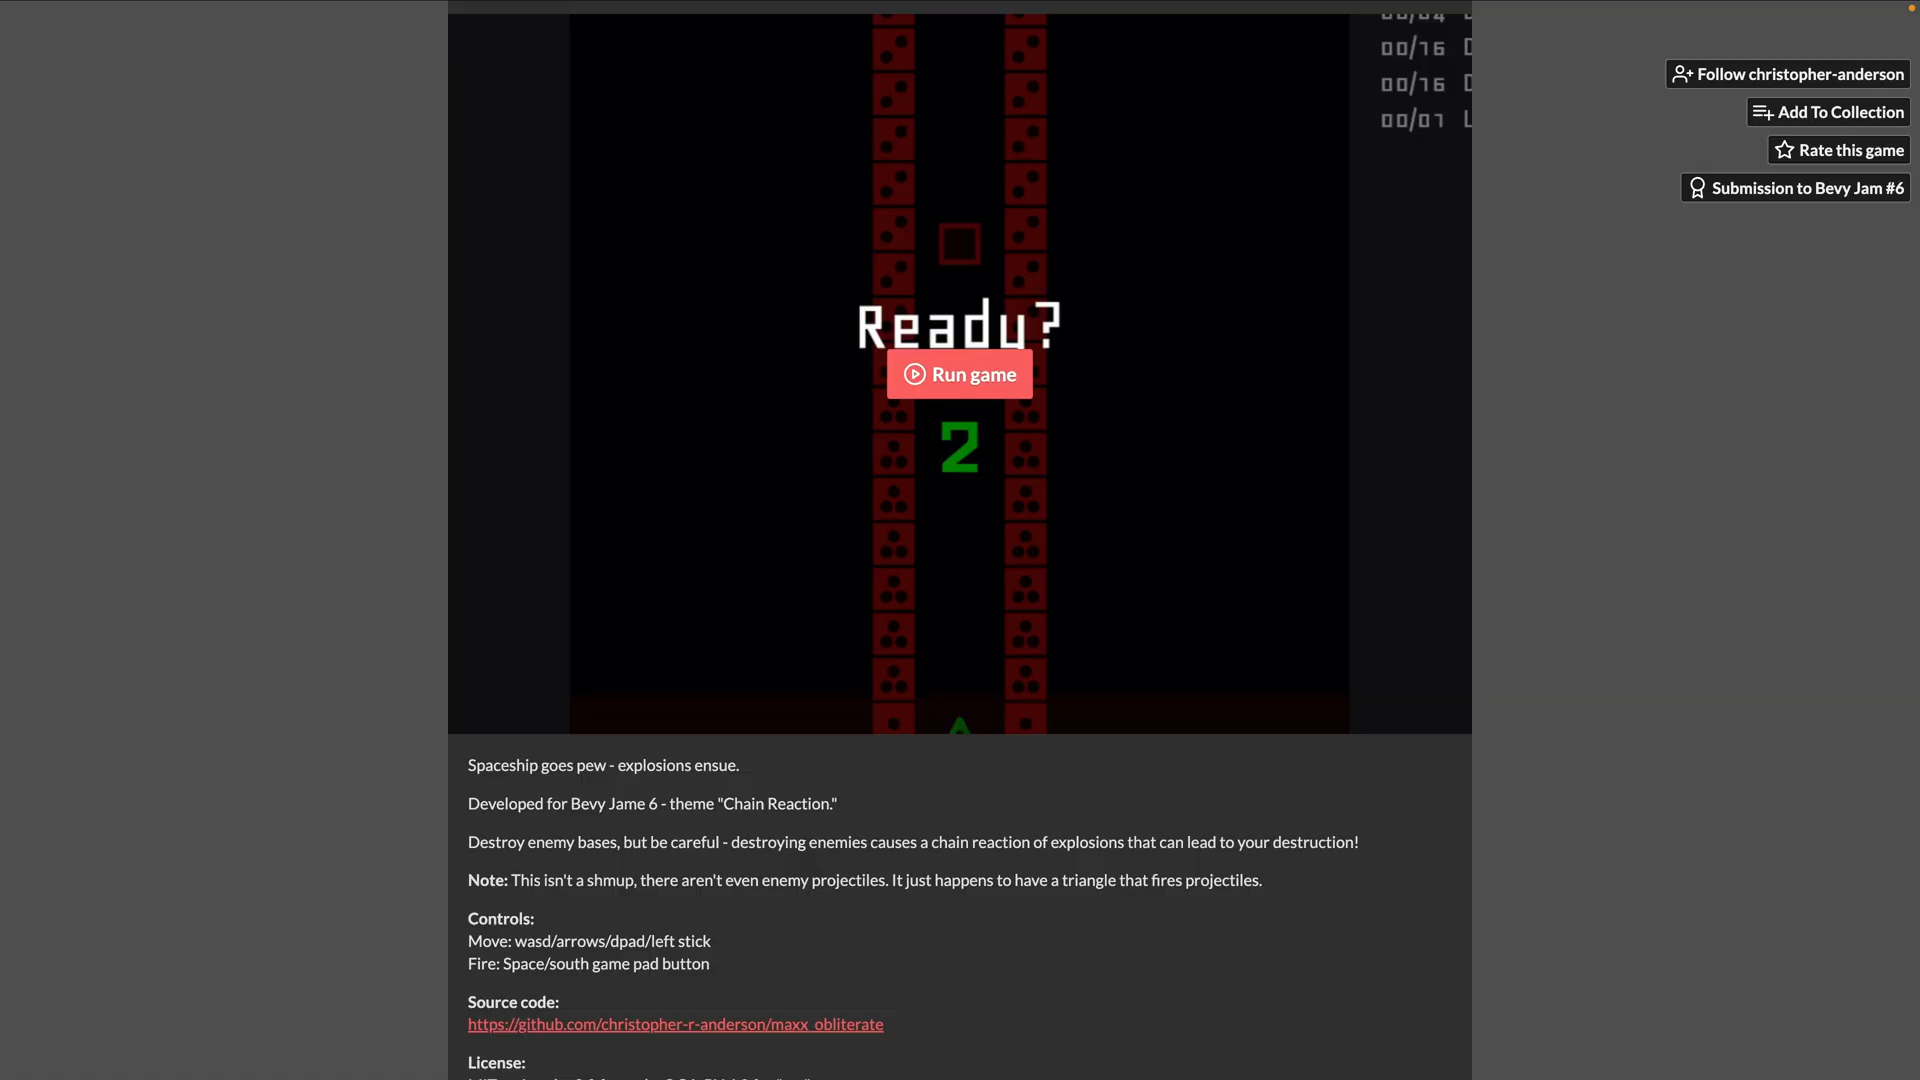 00/04
00/16
00/16
00/07
Follow christopher-anderson
Add To Collection
Rate this game
Submission to Bevy Jam #6
Ready?
Run game
2
Spaceship goes pew - explosions ensue.
Developed for Bevy Jame 6 - theme "Chain Reaction."
Destroy enemy bases, but be careful - destroying enemies causes a chain reaction of explosions that can lead to your destruction!
Note: This isn't a shmup, there aren't even enemy projectiles. It just happens to have a triangle that fires projectiles.
Controls:
Move: wasd/arrows/dpad/left stick
Fire: Space/south game pad button
Source code:
https://github.com/christopher-r-anderson/maxx_obliterate
License: